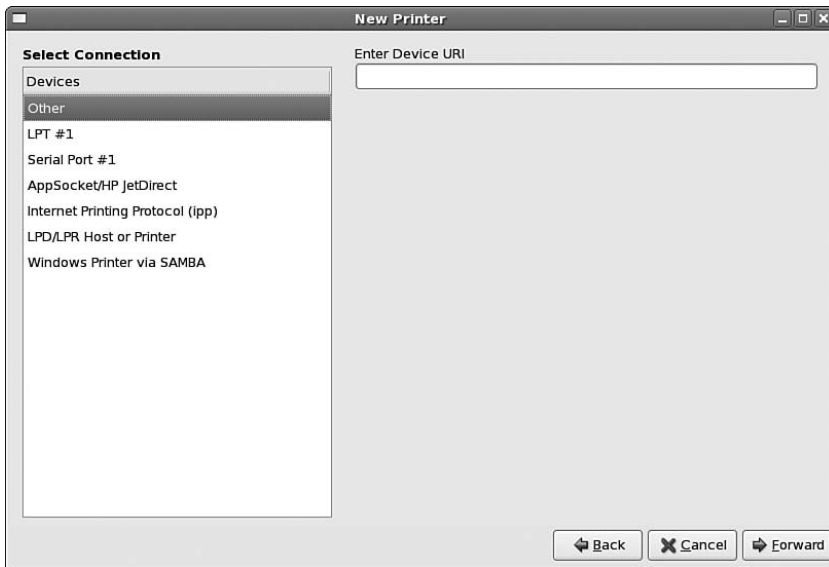 New Printer
Select Connection
Devices
Other
LPT #1
Serial Port #1
AppSocket/HP JetDirect
Internet Printing Protocol (ipp)
LPD/LPR Host or Printer
Windows Printer via SAMBA
Enter Device URI
Back
Cancel
Forward